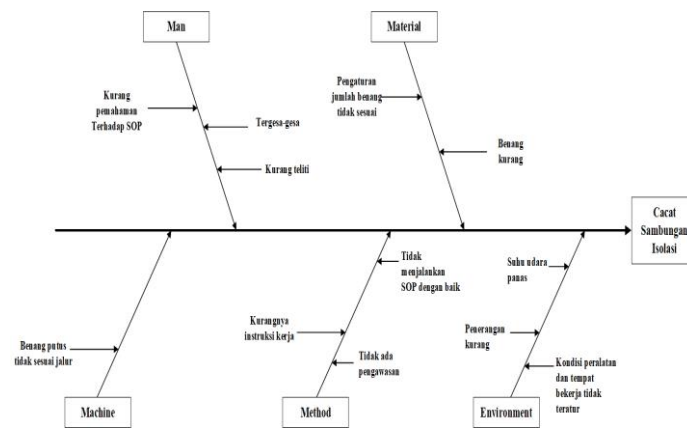 Man
Material
Kurang
pemahaman
Terhadap SOP
Tergesa-gesa
Kurang teliti
Pengaturan
jumlah benang
tidak sesuai
Benang
kurang
Cacat
Sambungan
Isolasi
Benang putus
tidak sesuai jalur
Tidak
menjalankan
SOP dengan baik
Kurangnya
instruksi kerja
Tidak ada
pengawasan
Suhu udara
panas
Penerangan
kurang
Kondisi peralatan
dan tempat
bekerja tidak
teratur
Machine
Method
Environment